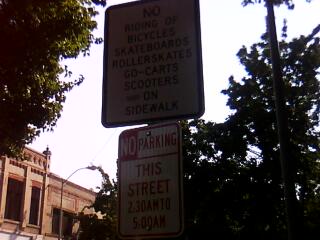 NO
RIDING OF
BICYCLES
SKATEBOARDS
ROLLERSKATES
GO-CARTS
SCOOTERS
ON
SIDEWALK
NO PARKING
THIS
STREET
2:30AM TO
5:00AM